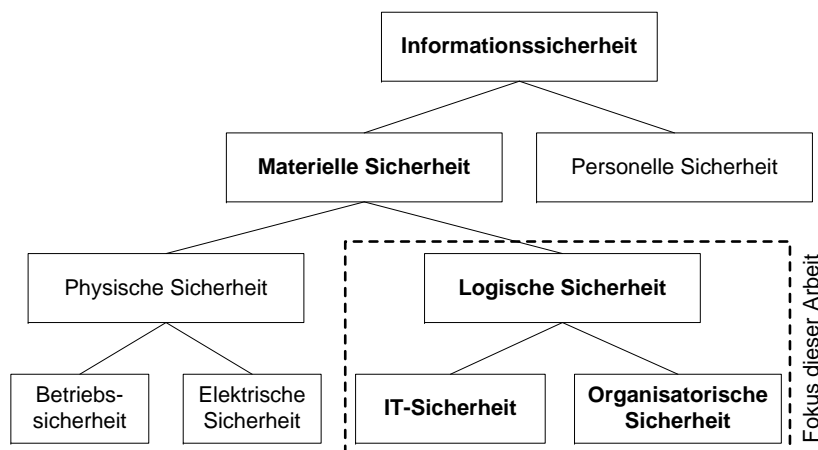 Informationssicherheit
Materielle Sicherheit
Personelle Sicherheit
Physische Sicherheit
Logische Sicherheit
Betriebs-
sicherheit
Elektrische
Sicherheit
IT-Sicherheit
Organisatorische
Sicherheit
Fokus dieser Arbeit